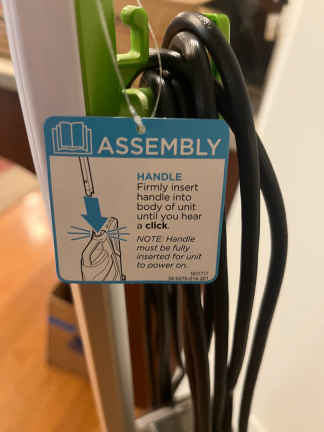 ASSEMBLY
HANDLE
Firmly insert
handle into
body of unit
until you hear
a click.
NOTE: Handle
must be fully
inserted for unit
to power on.